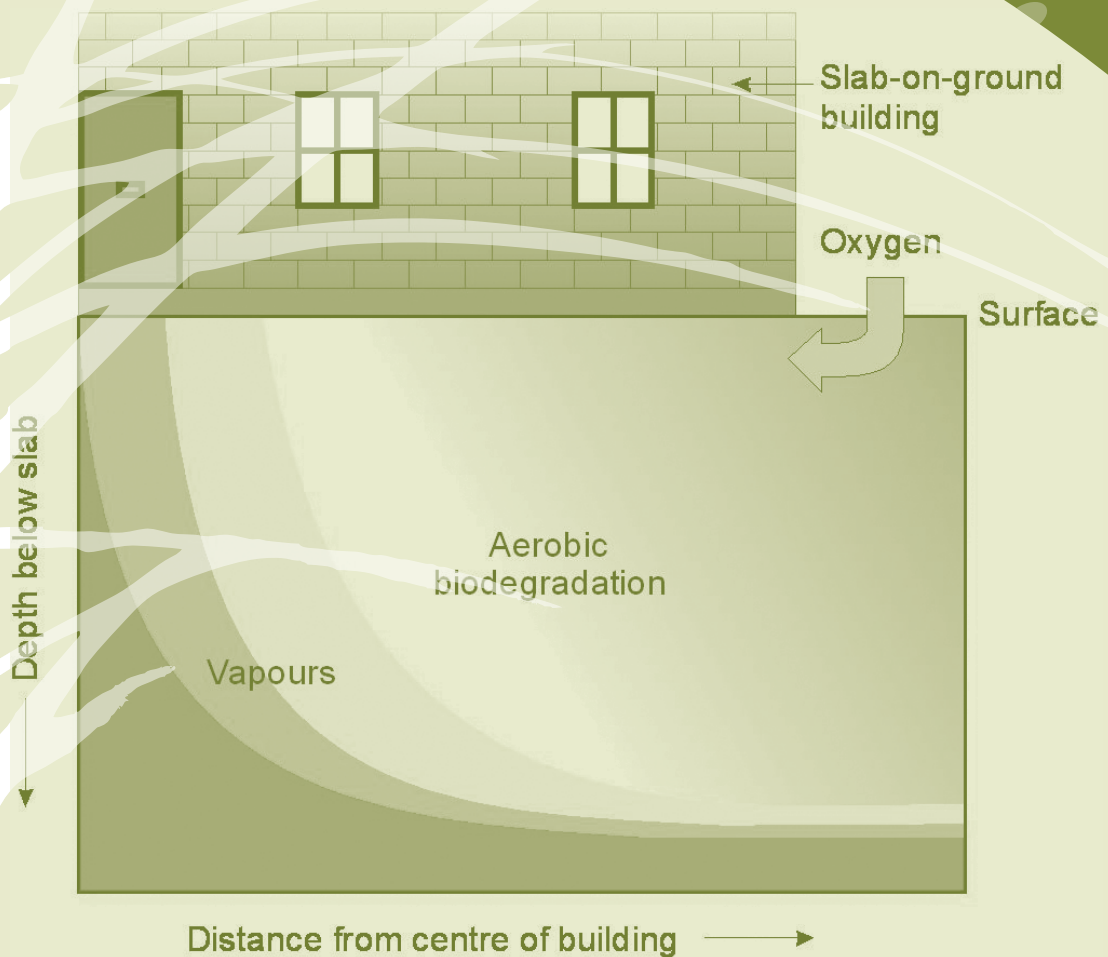 Slab-on-ground
building
Oxygen
Surface
Depth below slab
Aerobic
biodegradation
Vapours
Distance from centre of building